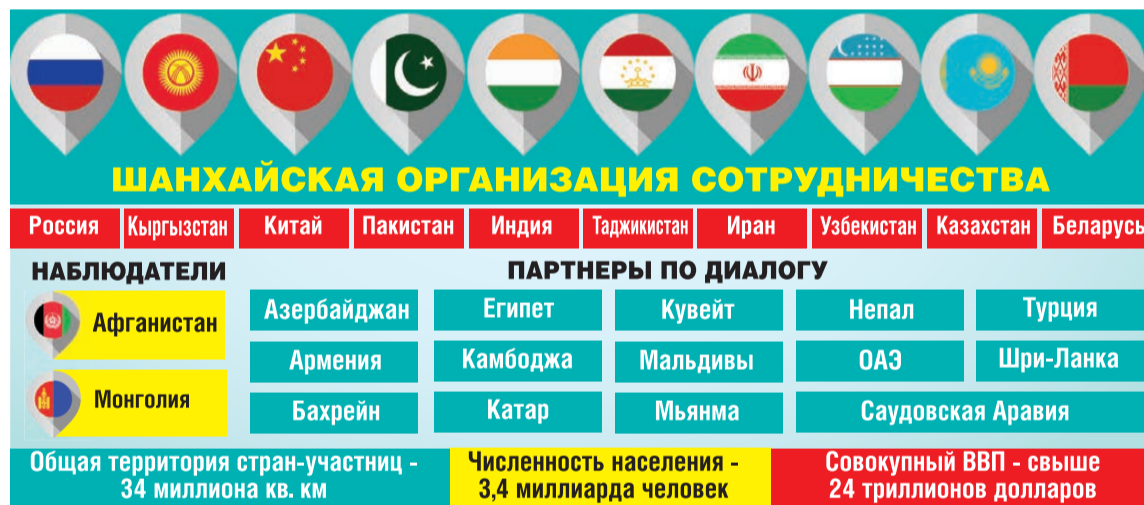 ШАНХАЙСКАЯ ОРГАНИЗАЦИЯ СОТРУДНИЧЕСТВА
Россия Кыргызстан Китай Пакистан Индия Таджикистан Иран Узбекистан Казахстан Беларусь
НАБЛЮДАТЕЛИ
Афганистан
Монголия
ПАРТНЕРЫ ПО ДИАЛОГУ
Азербайджан Египет Кувейт Непал Турция
Армения Камбоджа Мальдивы ОАЭ Шри-Ланка
Бахрейн Катар Мьянма Саудовская Аравия
Общая территория стран-участниц -
34 миллиона кв. км
Численность населения -
3,4 миллиарда человек
Совокупный ВВП - свыше
24 триллионов долларов